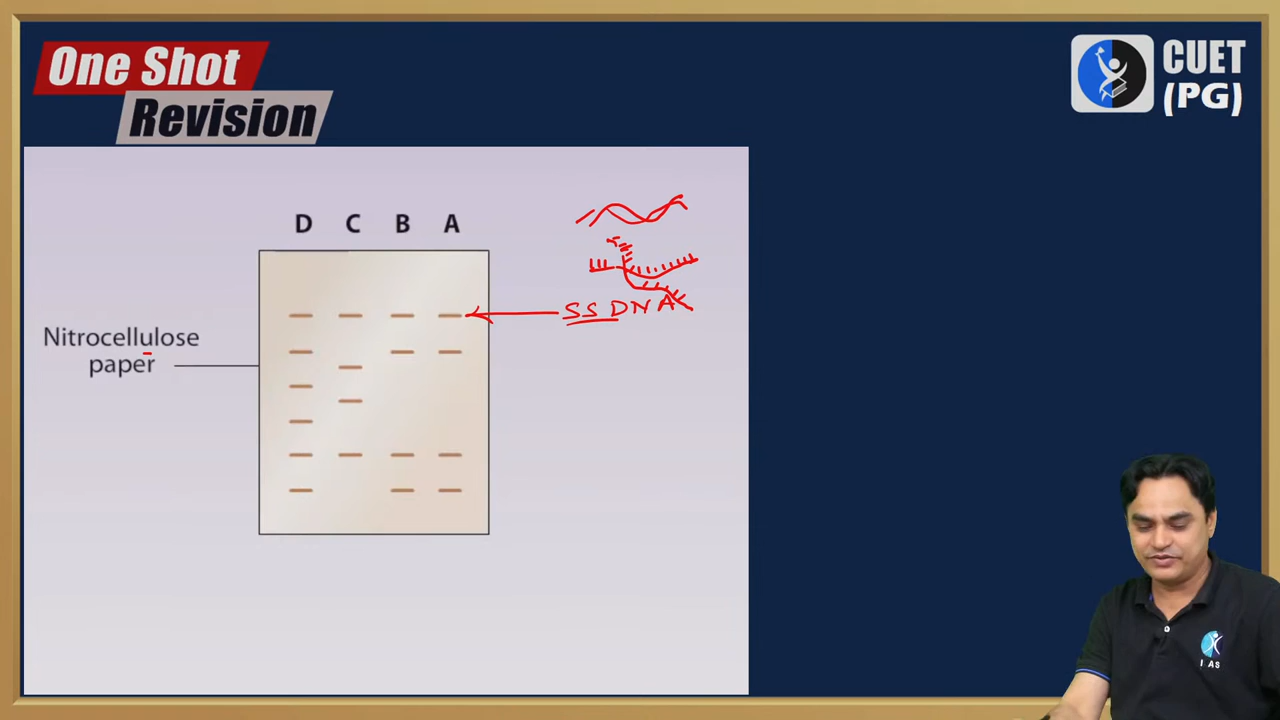 One Shot
Revision
CUET
(PG)
D C B A
SS DNA
Nitrocellulose
paper